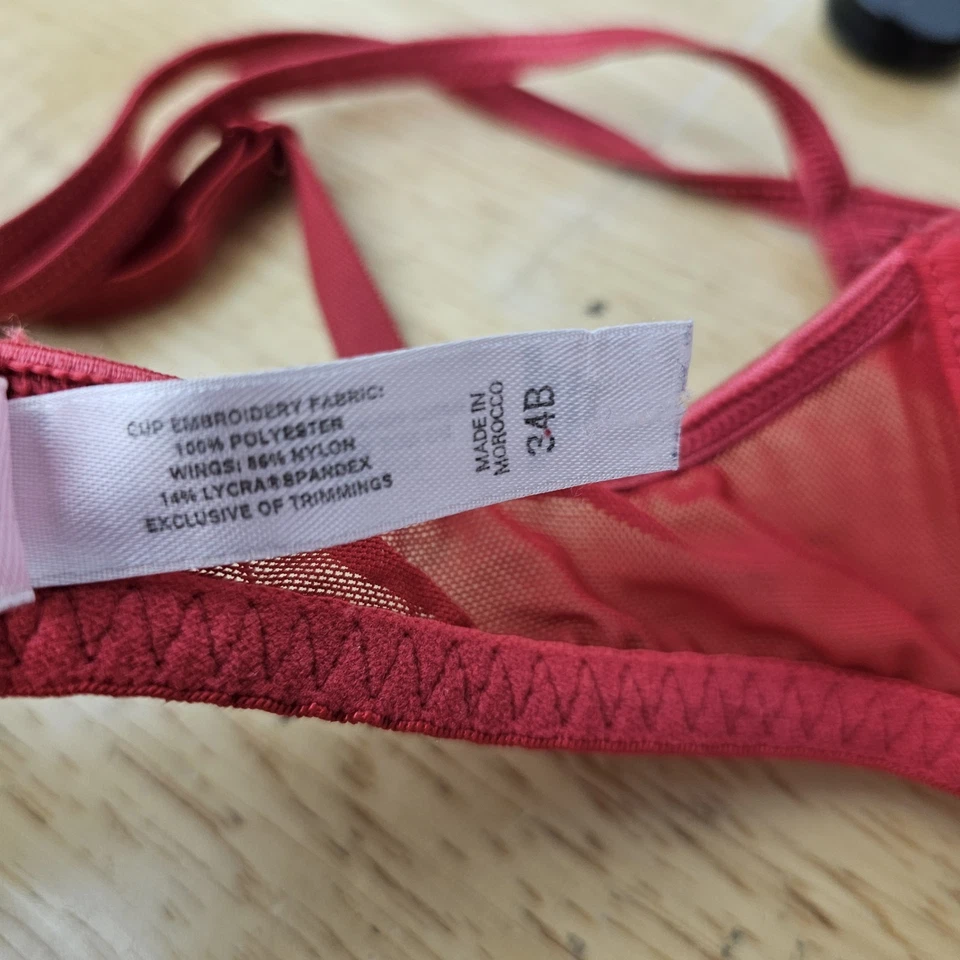 CUP EMBROIDERY FABRIC:
100% POLYESTER
WINGS: 86% NYLON
14% LYCRA® SPANDEX
EXCLUSIVE OF TRIMMINGS
MADE IN
MOROCCO
34B